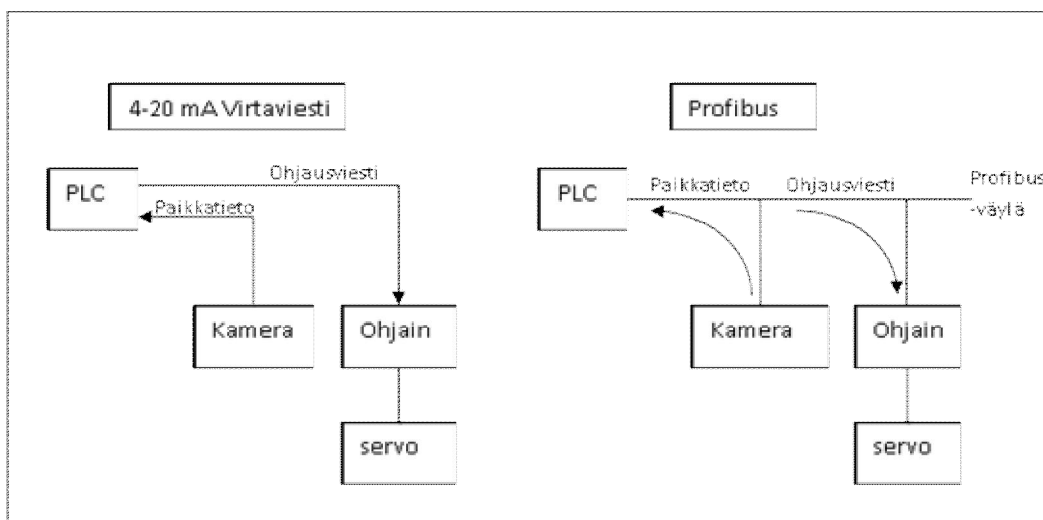 4-20 mA Virtaviesti
PLC
Ohjausviesti
Paikkatieto
Kamera
Ohjain
servo
Profibus
PLC
Paikkatieto
Ohjausviesti
Profibus
-väylä
Kamera
Ohjain
servo